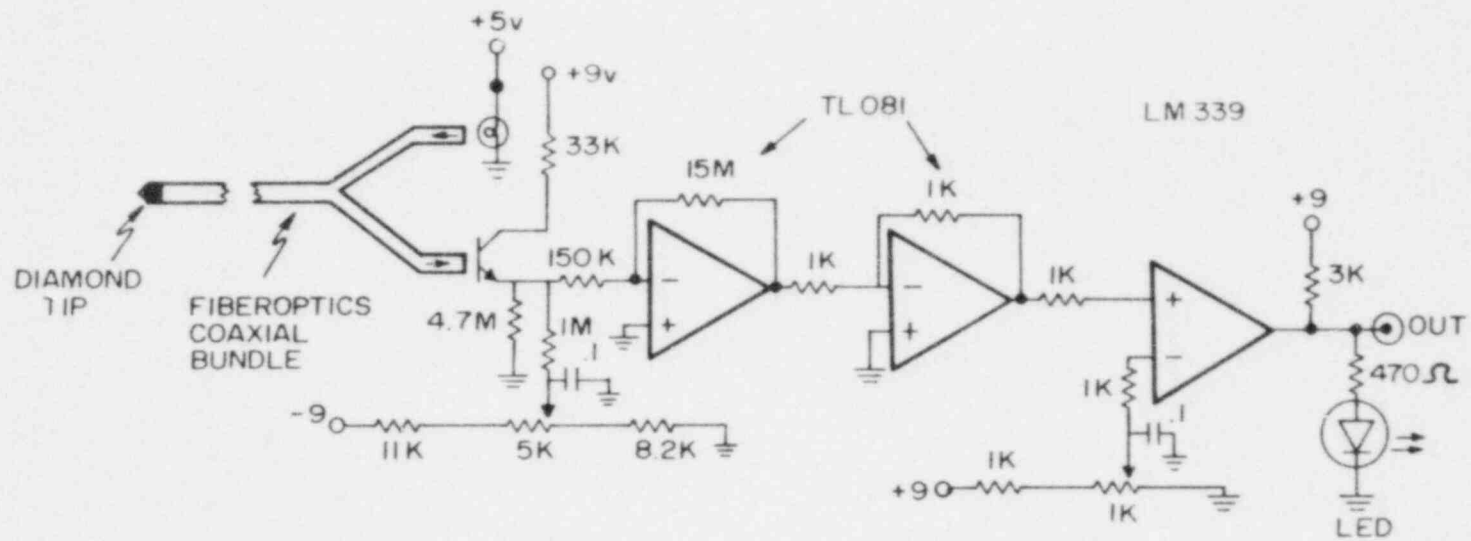 +5v
+9v
TL 081
LM 339
33K
15M
1K
+9
DIAMOND
TIP
FIBEROPTICS
COAXIAL
BUNDLE
150K
−
+
1K
−
+
1K
+
−
3K
OUT
4.7M
1M
.1
1K
.1
470Ω
-9
11K
5K
8.2K
+9
1K
1K
LED